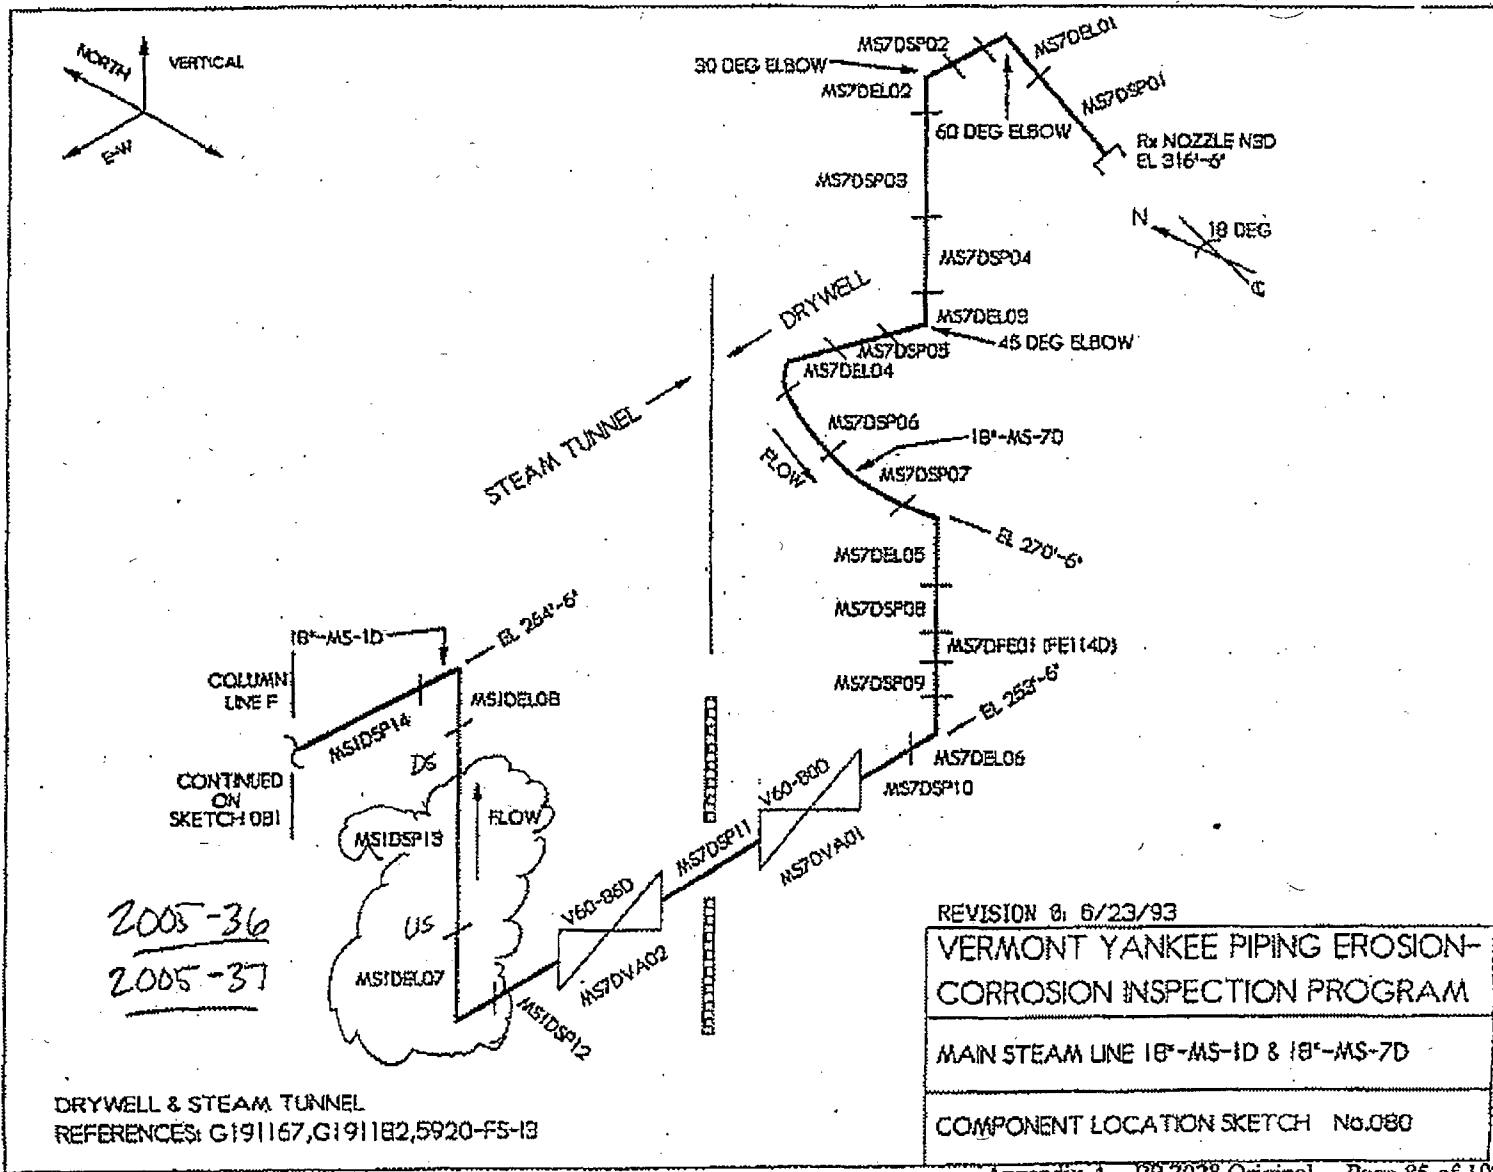 NORTH
VERTICAL
E-W
MS7DSP02
MS7DEL01
30 DEG ELBOW
MS7DEL02
MS7DSP01
60 DEG ELBOW
Rx NOZZLE N3D
EL 316'-6"
MS7DSP03
N
18 DEG
MS7DSP04
DRYWELL
MS7DEL03
45 DEG ELBOW
MS7DSP05
MS7DEL04
STEAM TUNNEL
MS7DSP06
18"-MS-7D
FLOW
MS7DSP07
EL 270'-6"
MS7DEL05
MS7DSP08
18"-MS-1D
EL 264'-6"
MS7DFE01 (FE114D)
COLUMN
LINE F
MS1DEL08
MS7DSP09
EL 253'-6"
MS1DSP14
DS
MS7DEL06
MS7DSP10
CONTINUED
ON
SKETCH 081
V60-80D
FLOW
MS1DSP13
MS7DSP11
MS7DVA01
2005-36
V60-86D
US
2005-37
MS1DEL07
MS7DVA02
MS1DSP12
REVISION 0: 6/23/93
VERMONT YANKEE PIPING EROSION-
CORROSION INSPECTION PROGRAM
MAIN STEAM LINE 18"-MS-1D & 18"-MS-7D
DRYWELL & STEAM TUNNEL
REFERENCES: G191167,G191182,5920-FS-13
COMPONENT LOCATION SKETCH No.080